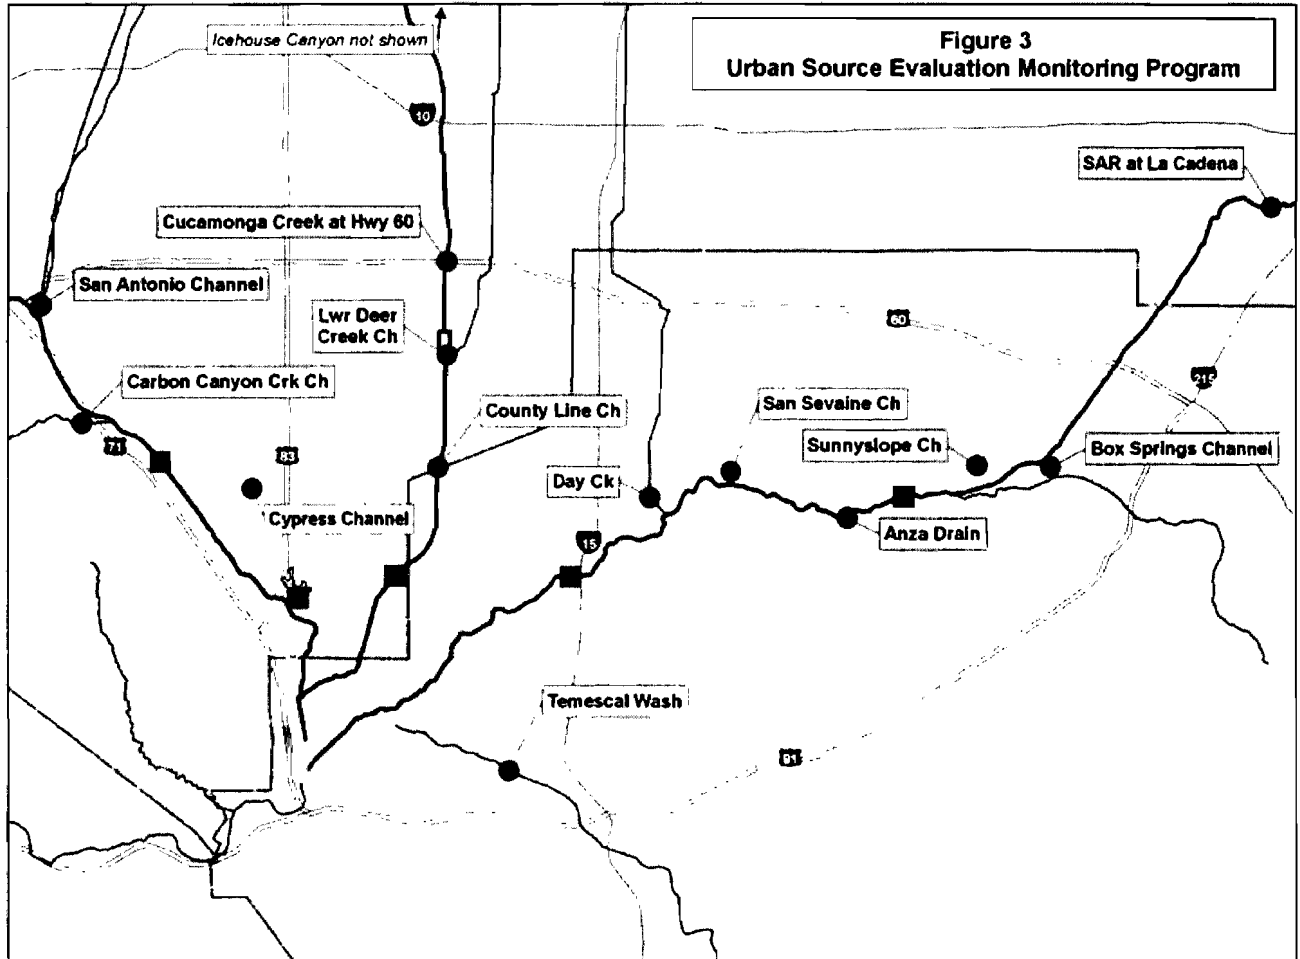 Figure 3
Urban Source Evaluation Monitoring Program
Icehouse Canyon not shown
10
SAR at La Cadena
Cucamonga Creek at Hwy 60
San Antonio Channel
Lwr Deer
Creek Ch
60
215
Carbon Canyon Crk Ch
County Line Ch
San Sevaine Ch
71
83
Sunnyslope Ch
Box Springs Channel
Day Ck
Cypress Channel
Anza Drain
15
Temescal Wash
91